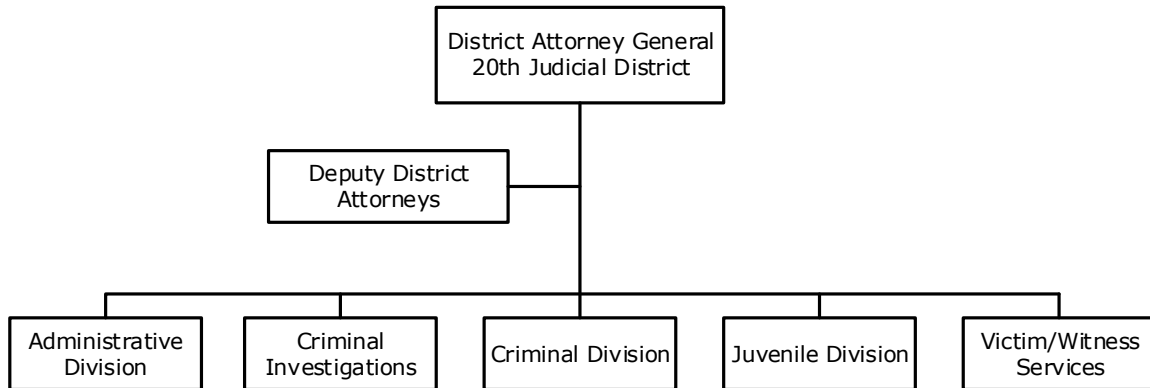 District Attorney General
20th Judicial District
Deputy District
Attorneys
Administrative
Division
Criminal
Investigations
Criminal Division
Juvenile Division
Victim/Witness
Services